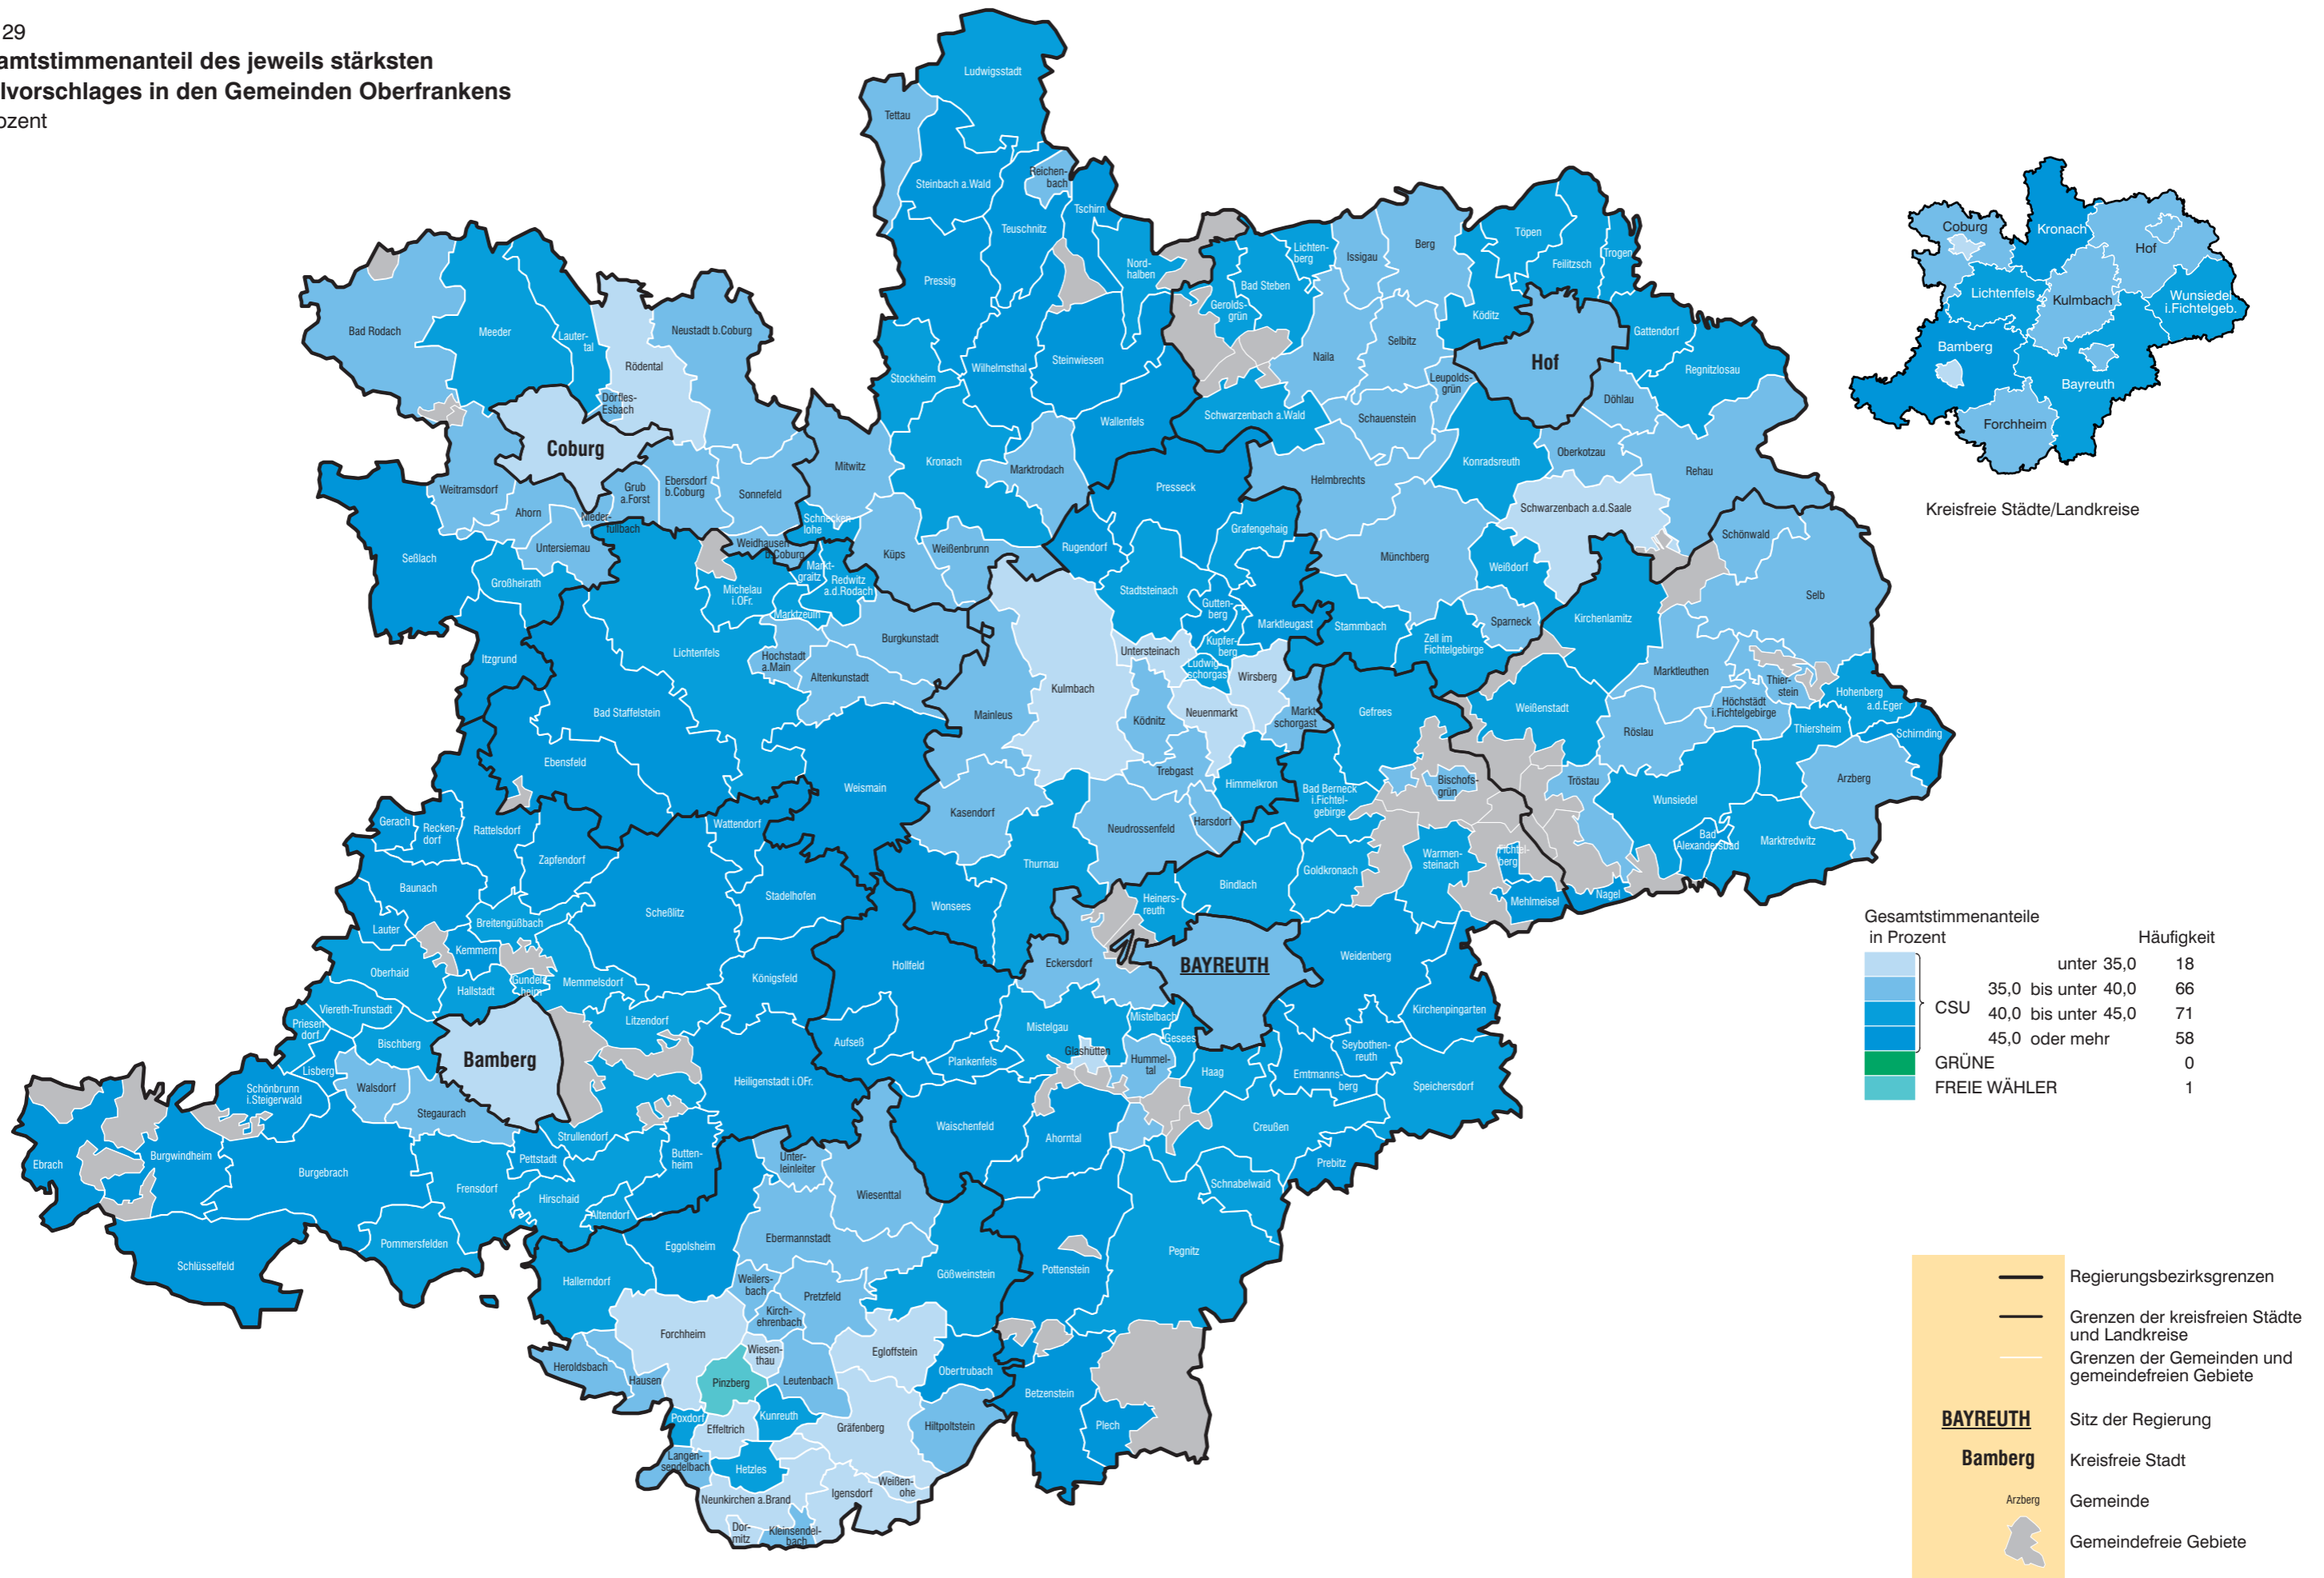 29
amtstimmenanteil des jeweils stärksten
lvorschlages in den Gemeinden Oberfrankens
ozent
Ludwigsstadt
Tettau
Steinbach a.Wald
Reichen-
bach
Tschirn
Teuschnitz
Pressig
Nord-
halben
Stockheim
Wilhelmsthal
Steinwiesen
Wallenfels
Kronach
Marktrodach
Mitwitz
Küps
Weißenbrunn
Schnecken-
lohe
Bad Rodach
Meeder
Lauter-
tal
Rödental
Neustadt b.Coburg
Dörfles-
Esbach
Coburg
Weitramsdorf
Ahorn
Grub
a.Forst
Ebersdorf
b.Coburg
Sonnefeld
Nieder-
füllbach
Untersiemau
Weidhausen
b.Coburg
Seßlach
Großheirath
Itzgrund
Michelau
i.OFr.
Markt-
graitz
Redwitz
a.d.Rodach
Marktzeuln
Lichtenfels
Hochstadt
a.Main
Burgkunstadt
Altenkunstadt
Bad Staffelstein
Ebensfeld
Weismain
Lichten-
berg
Issigau
Berg
Töpen
Feilitzsch
Trogen
Bad Steben
Gerolds-
grün
Naila
Selbitz
Köditz
Hof
Gattendorf
Regnitzlosau
Leupolds-
grün
Döhlau
Schwarzenbach a.Wald
Schauenstein
Konradsreuth
Oberkotzau
Rehau
Helmbrechts
Schwarzenbach a.d.Saale
Münchberg
Weißdorf
Sparneck
Stammbach
Zell im
Fichtelgebirge
Presseck
Grafengehaig
Rugendorf
Stadtsteinach
Gutten-
berg
Marktleugast
Kupfer-
berg
Untersteinach
Ludwig-
schorgast
Wirsberg
Kulmbach
Mainleus
Ködnitz
Neuenmarkt
Markt
schorgast
Trebgast
Himmelkron
Kasendorf
Neudrossenfeld
Harsdorf
Thurnau
Wonsees
Schönwald
Selb
Kirchenlamitz
Marktleuthen
Thier-
stein
Höchstädt
i.Fichtelgebirge
Hohenberg
a.d.Eger
Weißenstadt
Röslau
Thiersheim
Schirnding
Arzberg
Tröstau
Wunsiedel
Bad
Alexandersbad
Marktredwitz
Nagel
Gefrees
Bischofs-
grün
Bad Berneck
i.Fichtel-
gebirge
Goldkronach
Warmen-
steinach
Fichtel-
berg
Mehlmeisel
Bindlach
Heiners-
reuth
BAYREUTH
Eckersdorf
Weidenberg
Kirchenpingarten
Hollfeld
Aufseß
Plankenfels
Mistelgau
Mistelbach
Gesees
Glashütten
Hummel-
tal
Haag
Seybothen-
reuth
Emtmanns-
berg
Speichersdorf
Waischenfeld
Ahorntal
Creußen
Prebitz
Schnabelwaid
Pegnitz
Pottenstein
Betzenstein
Plech
Gerach
Recken-
dorf
Rattelsdorf
Zapfendorf
Wattendorf
Baunach
Scheßlitz
Stadelhofen
Lauter
Breitengüßbach
Kemmern
Oberhaid
Hallstadt
Gundels-
heim
Memmelsdorf
Königsfeld
Viereth-Trunstadt
Priesen
dorf
Bischberg
Litzendorf
Bamberg
Lisberg
Walsdorf
Stegaurach
Schönbrunn
i.Steigerwald
Heiligenstadt i.OFr.
Ebrach
Burgwindheim
Burgebrach
Strullendorf
Pettstadt
Frensdorf
Hirschaid
Altendorf
Butten-
heim
Pommersfelden
Schlüsselfeld
Unter-
leinleiter
Wiesenttal
Ebermannstadt
Eggolsheim
Hallerndorf
Weilers-
bach
Pretzfeld
Gößweinstein
Kirch-
ehrenbach
Forchheim
Wiesen-
thau
Egloffstein
Heroldsbach
Hausen
Pinzberg
Leutenbach
Obertrubach
Poxdorf
Kunreuth
Effeltrich
Gräfenberg
Hiltpoltstein
Langen-
sendelbach
Hetzles
Neunkirchen a.Brand
Igensdorf
Weißen-
ohe
Dor-
mitz
Kleinsendel-
bach
Coburg
Kronach
Hof
Lichtenfels
Kulmbach
Wunsiedel
i.Fichtelgeb.
Bamberg
Bayreuth
Forchheim
Kreisfreie Städte/Landkreise
Gesamtstimmenanteile
in Prozent Häufigkeit
unter 35,0 18
35,0 bis unter 40,0 66
CSU 40,0 bis unter 45,0 71
45,0 oder mehr 58
GRÜNE 0
FREIE WÄHLER 1
Regierungsbezirksgrenzen
Grenzen der kreisfreien Städte
und Landkreise
Grenzen der Gemeinden und
gemeindefreien Gebiete
BAYREUTH Sitz der Regierung
Bamberg Kreisfreie Stadt
Arzberg Gemeinde
Gemeindefreie Gebiete